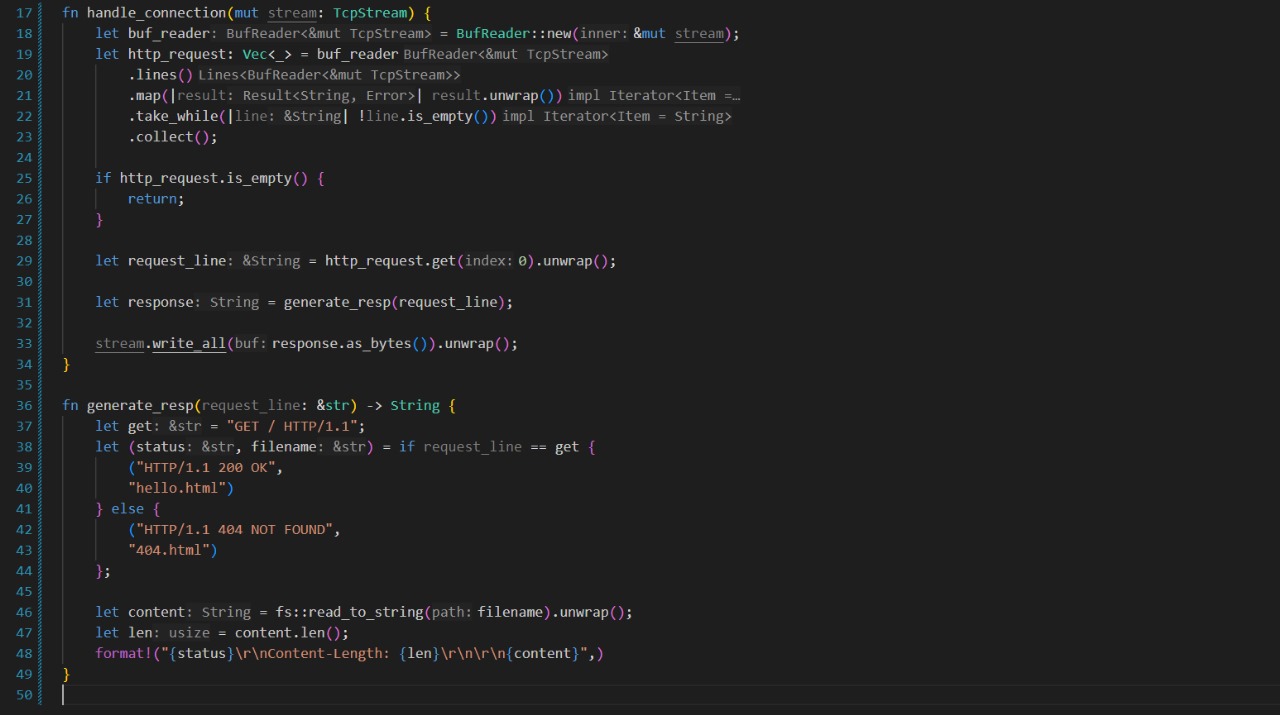 17 fn handle_connection(mut stream: TcpStream) {
18     let buf_reader: BufReader<&mut TcpStream> = BufReader::new(inner: &mut stream);
19     let http_request: Vec<_> = buf_reader BufReader<&mut TcpStream>
20         .lines() Lines<BufReader<&mut TcpStream>>
21         .map(|result: Result<String, Error>| result.unwrap()) impl Iterator<Item =…
22         .take_while(|line: &String| !line.is_empty()) impl Iterator<Item = String>
23         .collect();
24
25     if http_request.is_empty() {
26         return;
27     }
28
29     let request_line: &String = http_request.get(index: 0).unwrap();
30
31     let response: String = generate_resp(request_line);
32
33     stream.write_all(buf: response.as_bytes()).unwrap();
34 }
35
36 fn generate_resp(request_line: &str) -> String {
37     let get: &str = "GET / HTTP/1.1";
38     let (status: &str, filename: &str) = if request_line == get {
39         ("HTTP/1.1 200 OK",
40         "hello.html")
41     } else {
42         ("HTTP/1.1 404 NOT FOUND",
43         "404.html")
44     };
45
46     let content: String = fs::read_to_string(path: filename).unwrap();
47     let len: usize = content.len();
48     format!("{status}\r\nContent-Length: {len}\r\n\r\n{content}",)
49 }
50